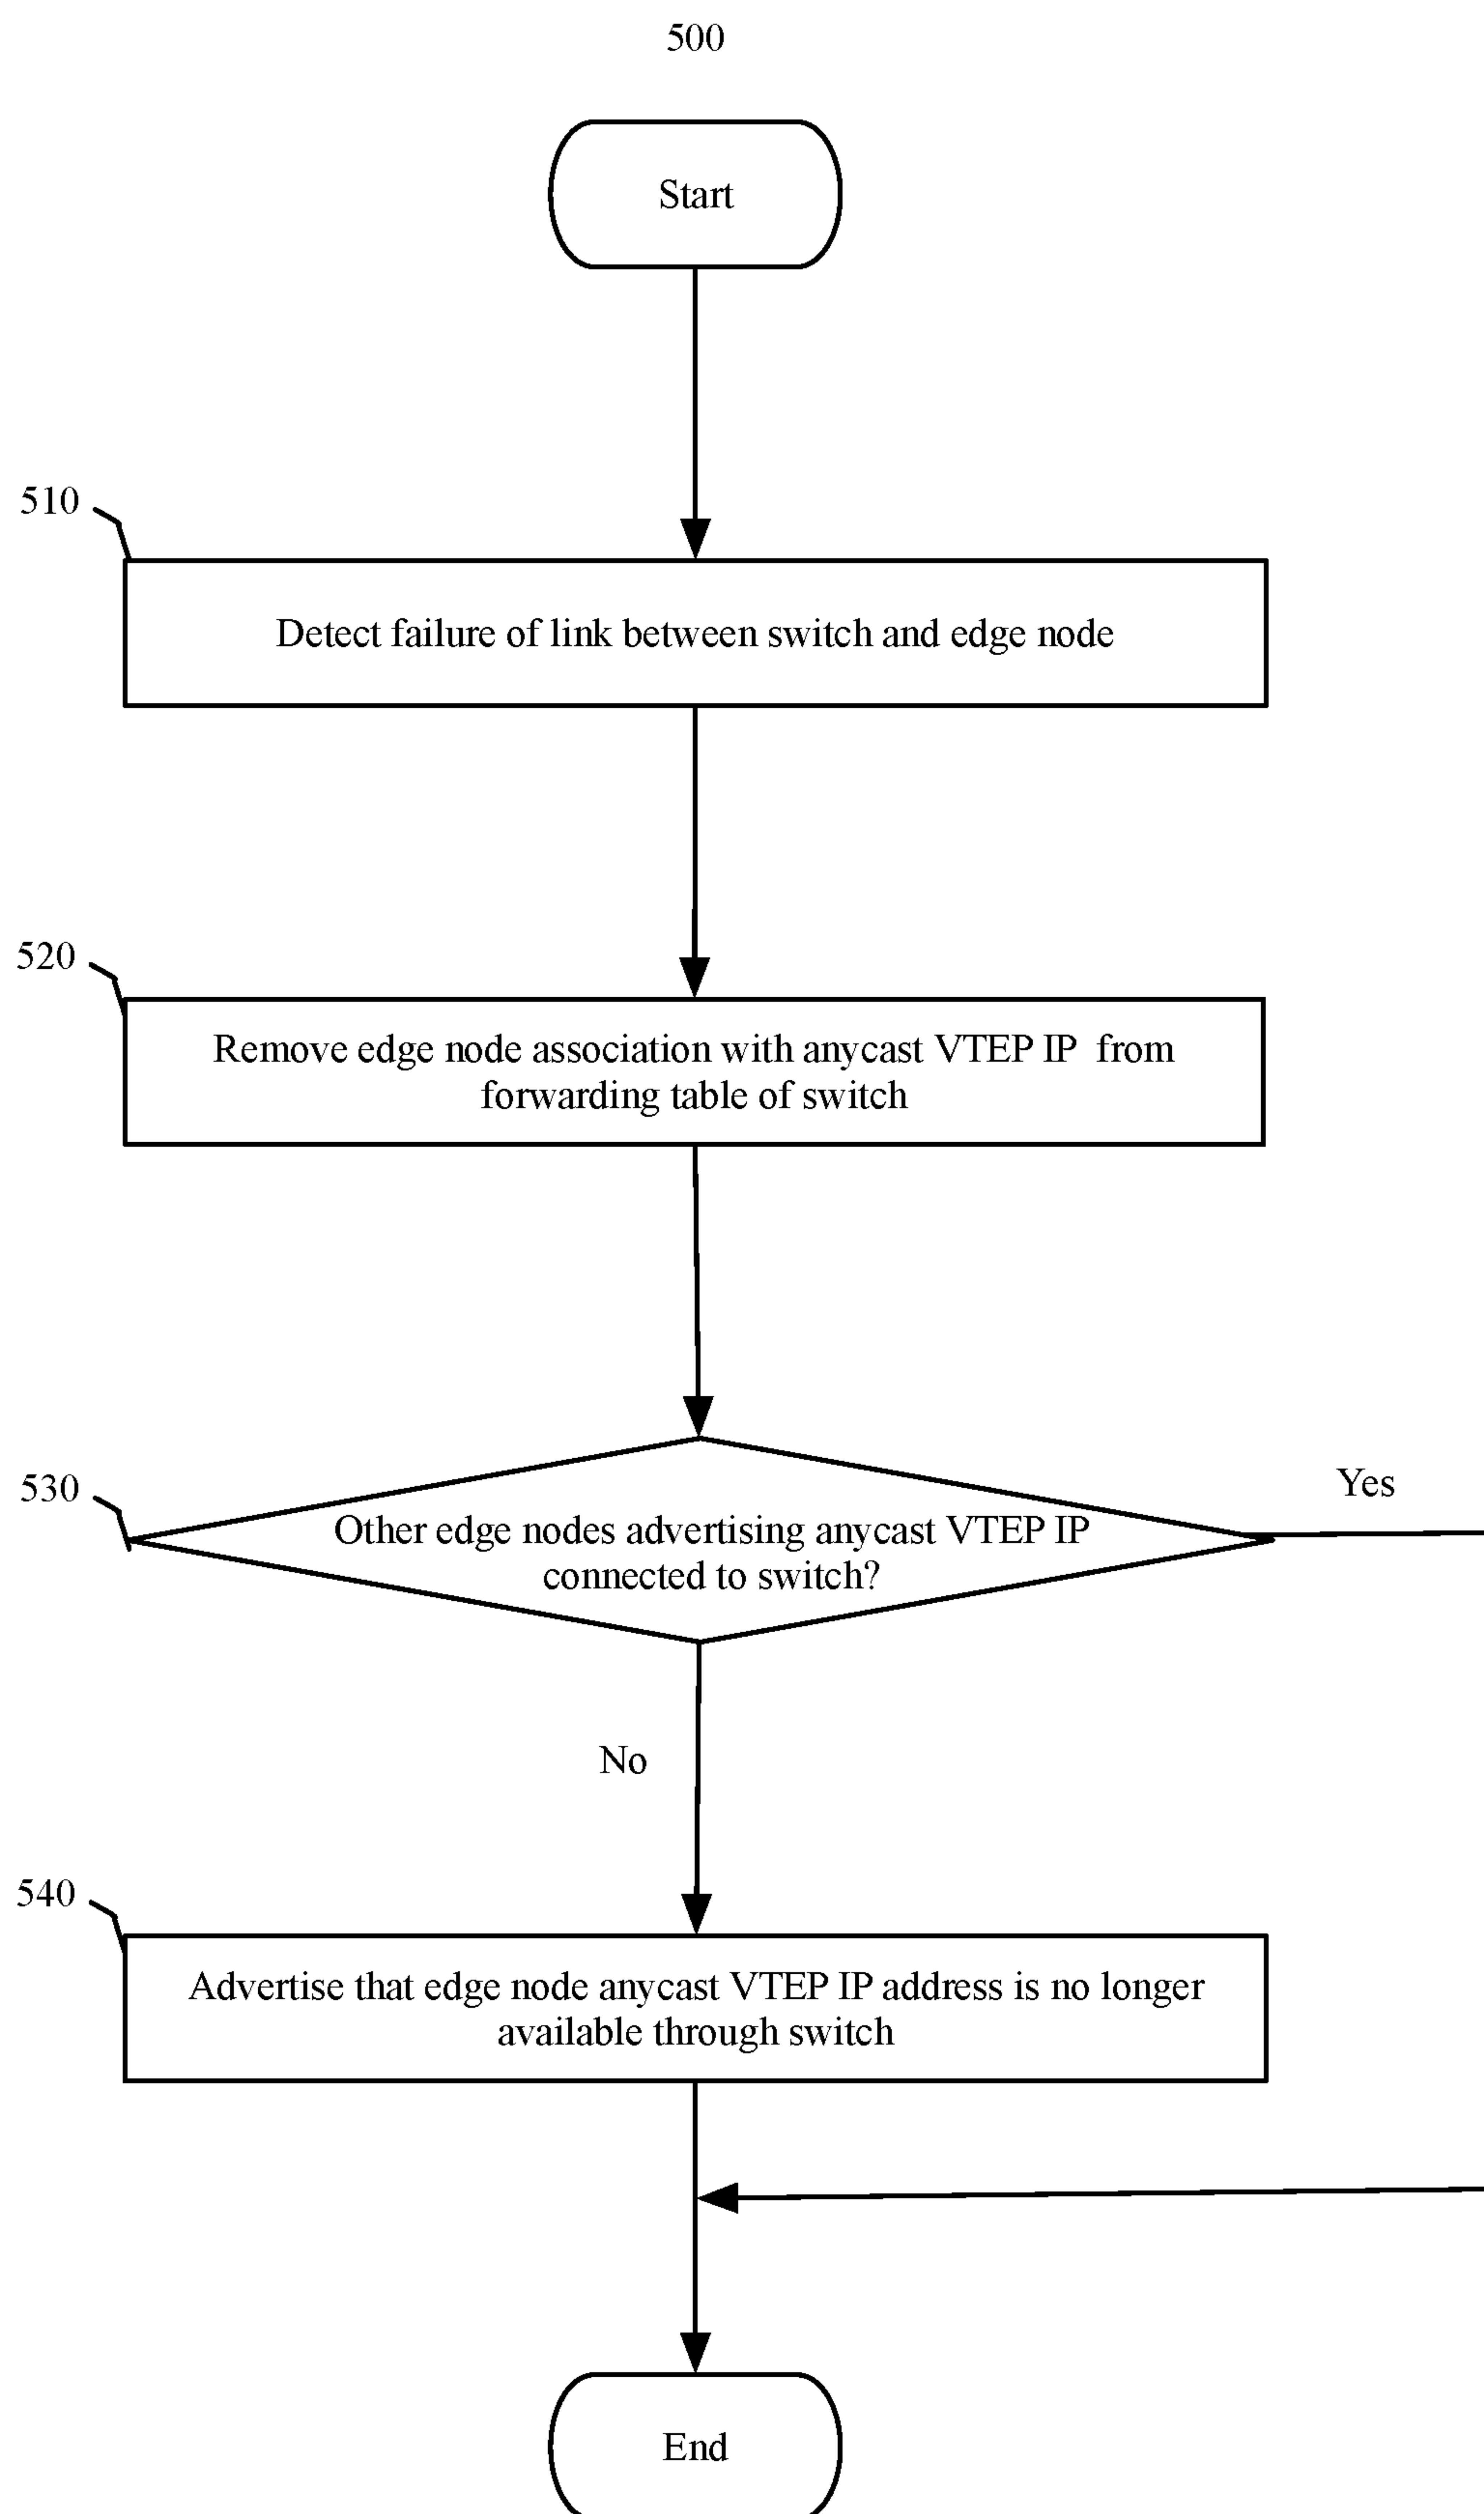 500
Start
510
Detect failure of link between switch and edge node
520
Remove edge node association with anycast VTEP IP from
forwarding table of switch
530
Other edge nodes advertising anycast VTEP IP
connected to switch?
Yes
No
540
Advertise that edge node anycast VTEP IP address is no longer
available through switch
End